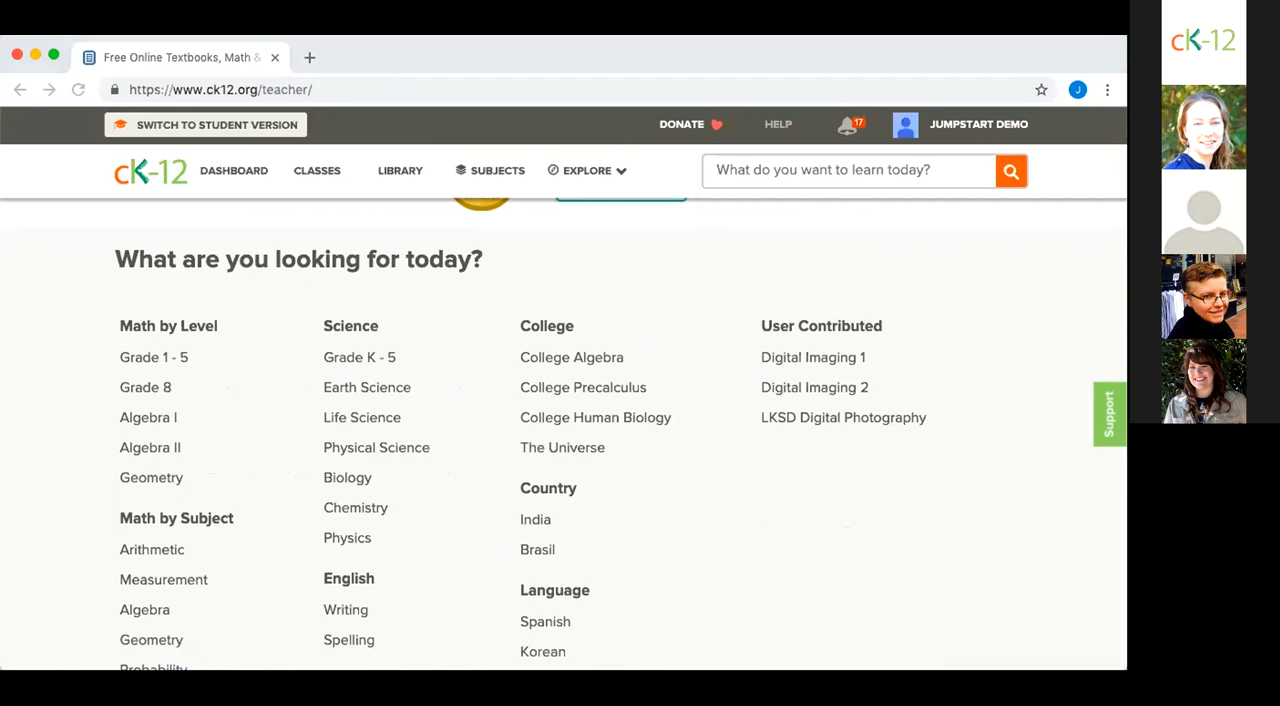 cK-12
Free Online Textbooks, Math &
https://www.ck12.org/teacher/
J
SWITCH TO STUDENT VERSION
DONATE
HELP
17
JUMPSTART DEMO
cK-12
DASHBOARD
CLASSES
LIBRARY
SUBJECTS
EXPLORE
What do you want to learn today?
What are you looking for today?
Math by Level
Grade 1 - 5
Grade 8
Algebra I
Algebra II
Geometry
Math by Subject
Arithmetic
Measurement
Algebra
Geometry
Probability
Science
Grade K - 5
Earth Science
Life Science
Physical Science
Biology
Chemistry
Physics
English
Writing
Spelling
College
College Algebra
College Precalculus
College Human Biology
The Universe
Country
India
Brasil
Language
Spanish
Korean
User Contributed
Digital Imaging 1
Digital Imaging 2
LKSD Digital Photography
Support